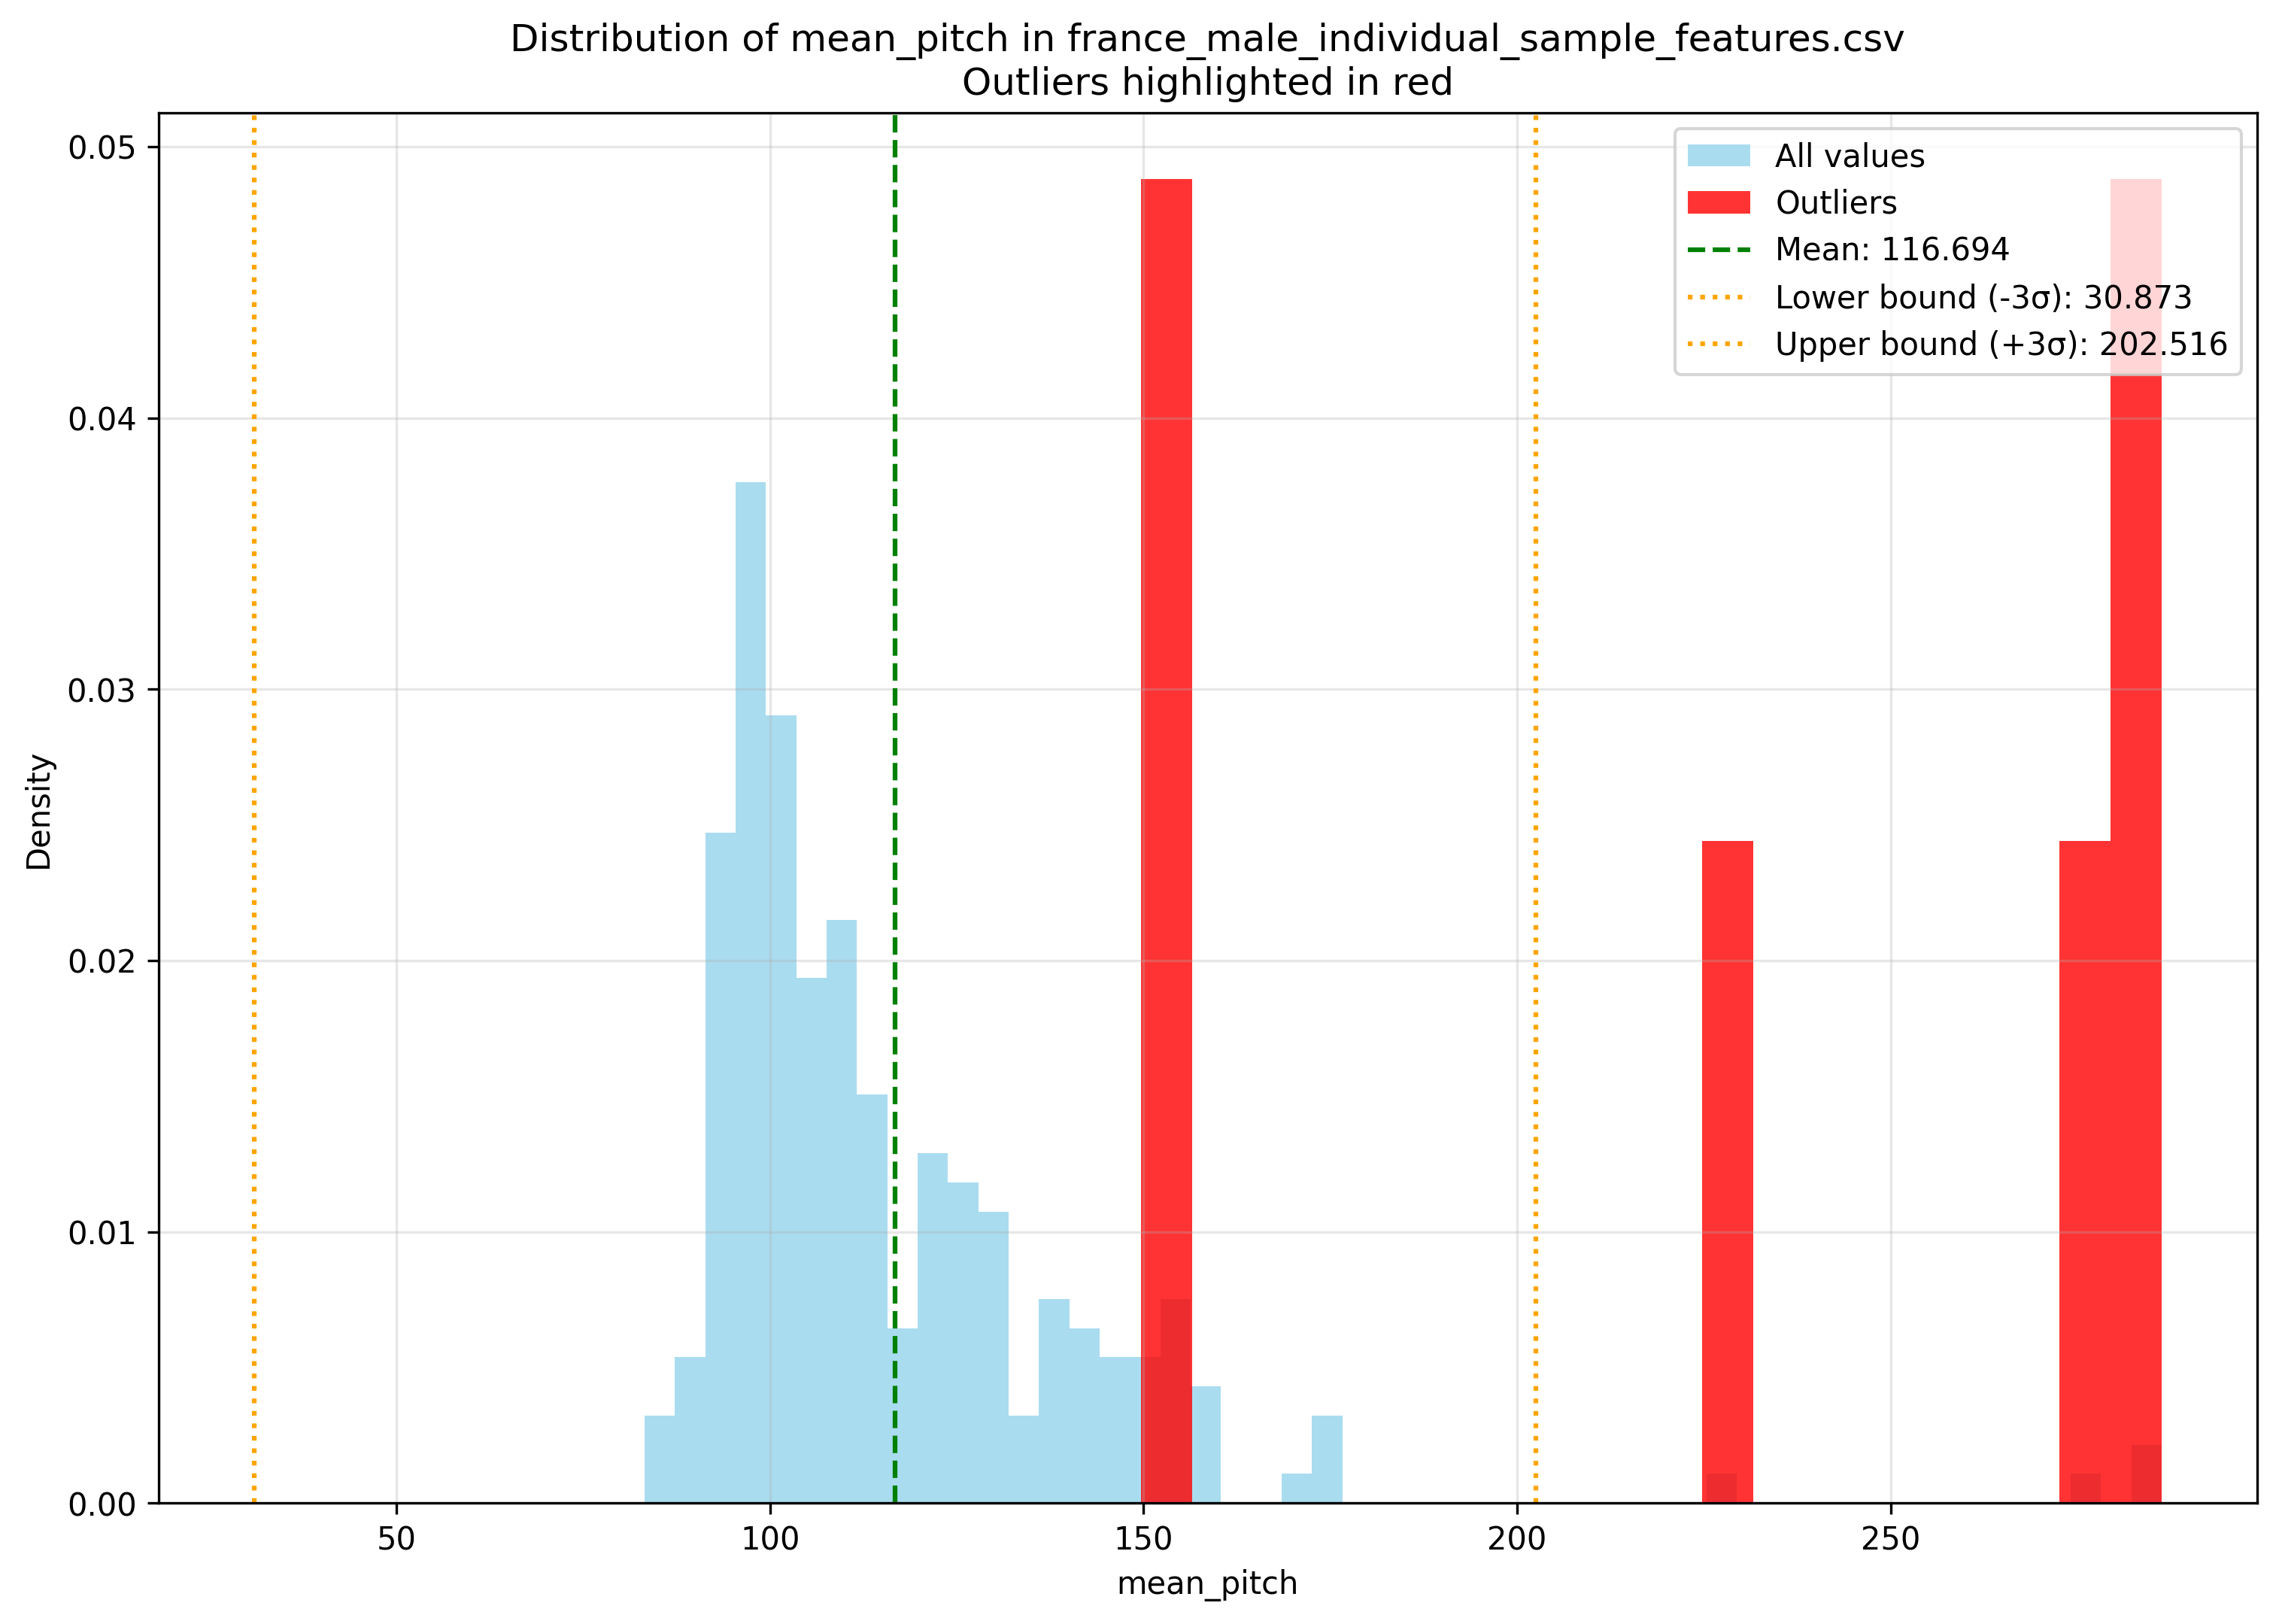 Distribution of mean_pitch in france_male_individual_sample_features.csv
Outliers highlighted in red
All values
Outliers
Mean: 116.694
Lower bound (-3σ): 30.873
Upper bound (+3σ): 202.516
0.05
0.04
0.03
0.02
0.01
0.00
Density
50
100
150
200
250
mean_pitch